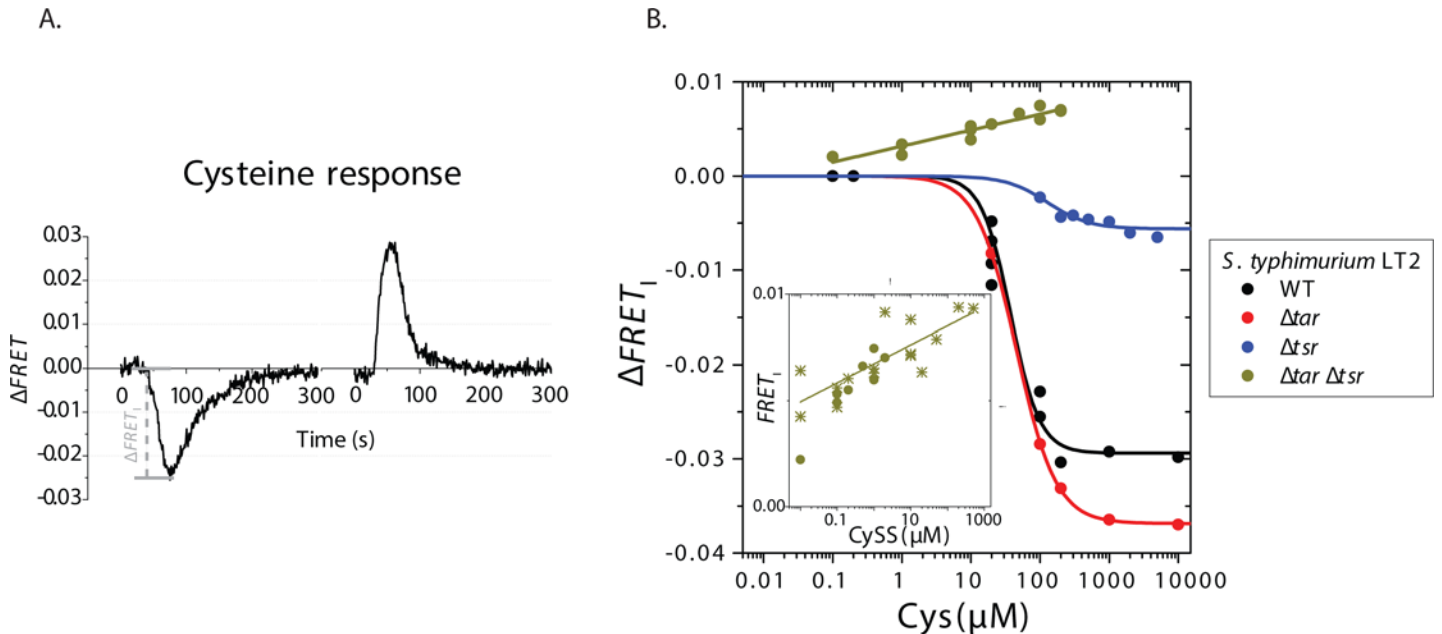 A.
Cysteine response
ΔFRET
0.03
0.02
0.01
0.00
-0.01
-0.02
-0.03
0 100 200 300 0 100 200 300
ΔFRET_I
Time (s)
B.
ΔFRET_I
0.01
0.00
-0.01
-0.02
-0.03
-0.04
0.01 0.1 1 10 100 1000 10000
Cys (μM)
FRET_I
0.01
0.00
0.1 10 1000
CySS (μM)
S. typhimurium LT2
WT
Δtar
Δtsr
Δtar Δtsr